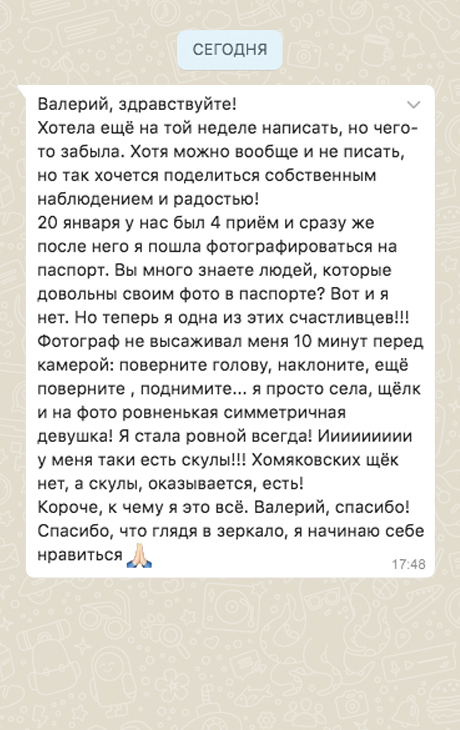 СЕГОДНЯ
Валерий, здравствуйте!
Хотела ещё на той неделе написать, но чего-
то забыла. Хотя можно вообще и не писать,
но так хочется поделиться собственным
наблюдением и радостью!
20 января у нас был 4 приём и сразу же
после него я пошла фотографироваться на
паспорт. Вы много знаете людей, которые
довольны своим фото в паспорте? Вот и я
нет. Но теперь я одна из этих счастливцев!!!
Фотограф не высаживал меня 10 минут перед
камерой: поверните голову, наклоните, ещё
поверните , поднимите... я просто села, щёлк
и на фото ровненькая симметричная
девушка! Я стала ровной всегда! Ииииииииии
у меня таки есть скулы!!! Хомяковских щёк
нет, а скулы, оказывается, есть!
Короче, к чему я это всё. Валерий, спасибо!
Спасибо, что глядя в зеркало, я начинаю себе
нравиться 🙏🏻
17:48